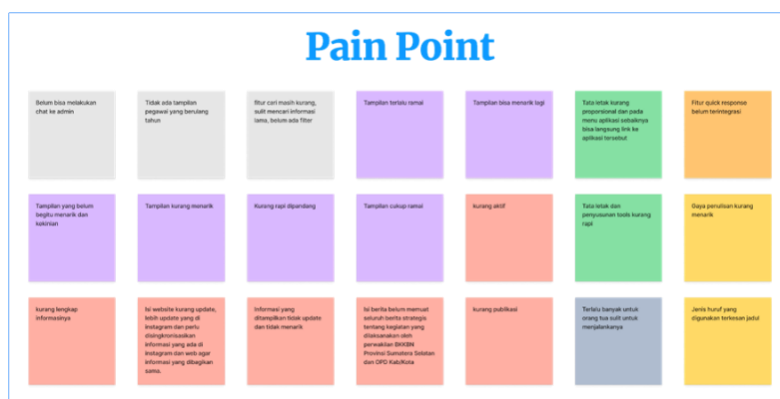 Pain Point
Belum bisa melakukan
chat ke admin
Tidak ada tampilan
pegawai yang berulang
tahun
fitur cari masih kurang,
sulit mencari informasi
lama, belum ada filter
Tampilan terlalu ramai
Tampilan bisa menarik lagi
Tata letak kurang
proporsional dan pada
menu aplikasi sebaiknya
bisa langsung link ke
aplikasi tersebut
Fitur quick response
belum terintegrasi
Tampilan yang belum
begitu menarik dan
kekinian
Tampilan kurang menarik
Kurang rapi dipandang
Tampilan cukup ramai
kurang aktif
Tata letak dan
penyusunan tools kurang
rapi
Gaya penulisan kurang
menarik
kurang lengkap
informasinya
Isi website kurang update,
lebih update yang di
instagram dan perlu
disingkronisasikan
informasi yang ada di
instagram dan web agar
informasi yang dibagikan
sama.
Informasi yang
ditampilkan tidak update
dan tidak menarik
Isi berita belum memuat
seluruh berita strategis
tentang kegiatan yang
dilaksanakan oleh
perwakilan BKKBN
Provinsi Sumatera Selatan
dan OPD Kab/Kota
kurang publikasi
Terlalu banyak untuk
orang tua sulit untuk
menjalankanya
Jenis huruf yang
digunakan terkesan jadul